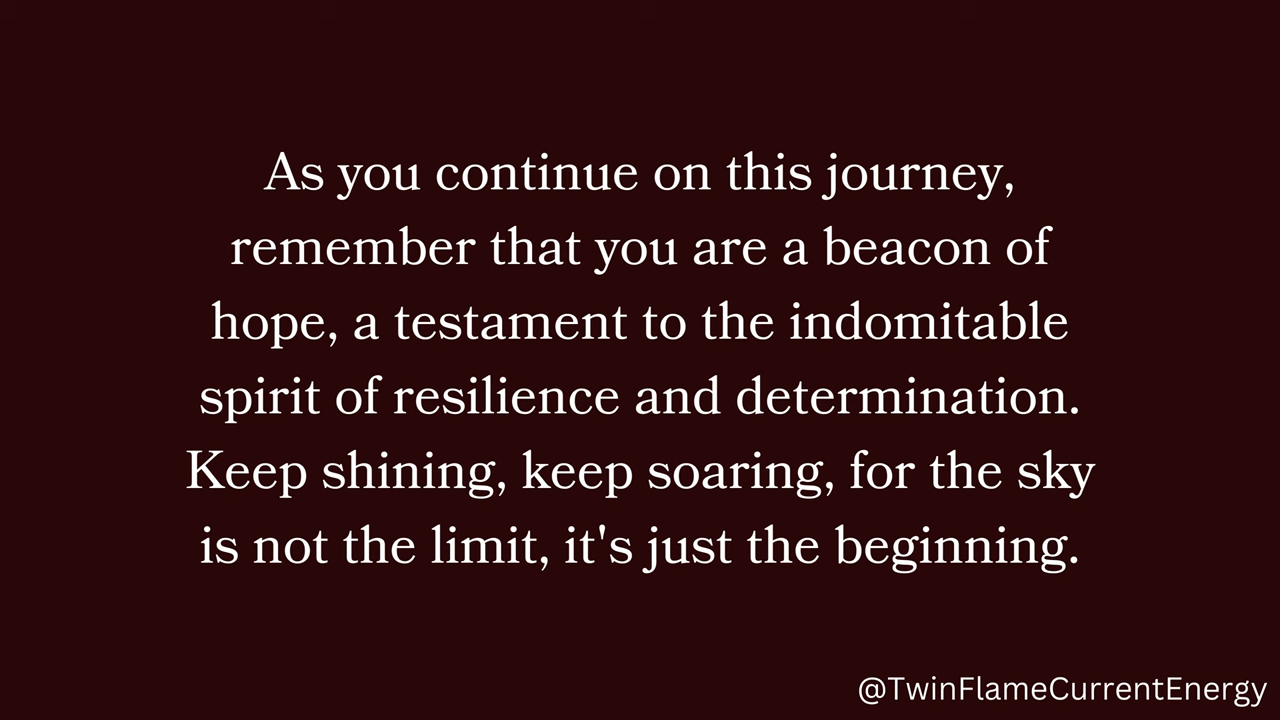 As you continue on this journey,
remember that you are a beacon of
hope, a testament to the indomitable
spirit of resilience and determination.
Keep shining, keep soaring, for the sky
is not the limit, it's just the beginning.
@TwinFlameCurrentEnergy